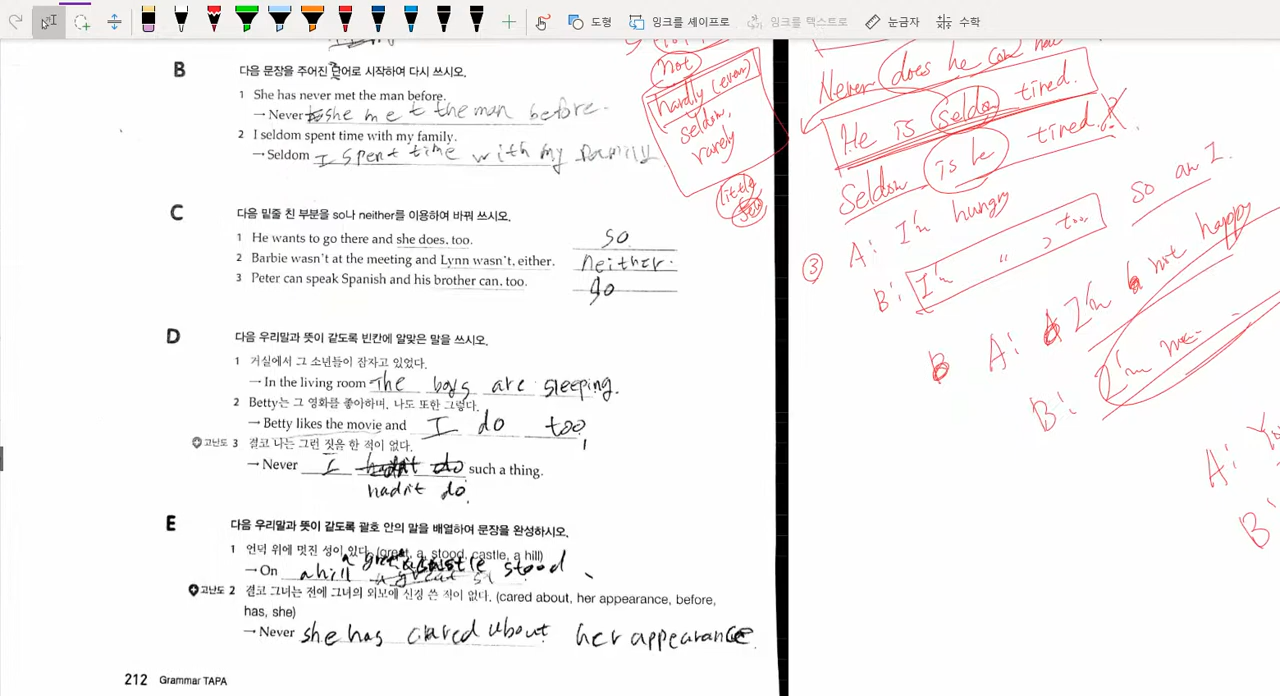 도형
잉크를 셰이프로
잉크를 텍스트로
눈금자
수학
B 다음 문장을 주어진 단어로 시작하여 다시 쓰시오.
1 She has never met the man before.
→ Never she met the man before.
2 I seldom spent time with my family.
→ Seldom I spent time with my family
C 다음 밑줄 친 부분을 so나 neither를 이용하여 바꿔 쓰시오.
1 He wants to go there and she does, too. so
2 Barbie wasn't at the meeting and Lynn wasn't, either. neither.
3 Peter can speak Spanish and his brother can, too. so
D 다음 우리말과 뜻이 같도록 빈칸에 알맞은 말을 쓰시오.
1 거실에서 그 소년들이 잠자고 있었다.
→ In the living room The boys are sleeping.
2 Betty는 그 영화를 좋아하며, 나도 또한 그렇다.
→ Betty likes the movie and I do too,
고난도 3 결코 나는 그런 짓을 한 적이 없다.
→ Never I such a thing.
hadn't do.
E 다음 우리말과 뜻이 같도록 괄호 안의 말을 배열하여 문장을 완성하시오.
1 언덕 위에 멋진 성이 있다. (great, a, stood, castle, a hill)
→ On a hill a great castle stood
고난도 2 결코 그녀는 전에 그녀의 외모에 신경 쓴 적이 없다. (cared about, her appearance, before,
has, she)
→ Never she has cared about her appearance.
212 Grammar TAPA
not
hardly (ever)
seldom,
rarely
little
Never does he
He is seldom tired.
Seldom is he tired.
③ A: I'm hungry so am I.
B: I'm " , too
A: I'm not happy
B: I'm
A: You
B: